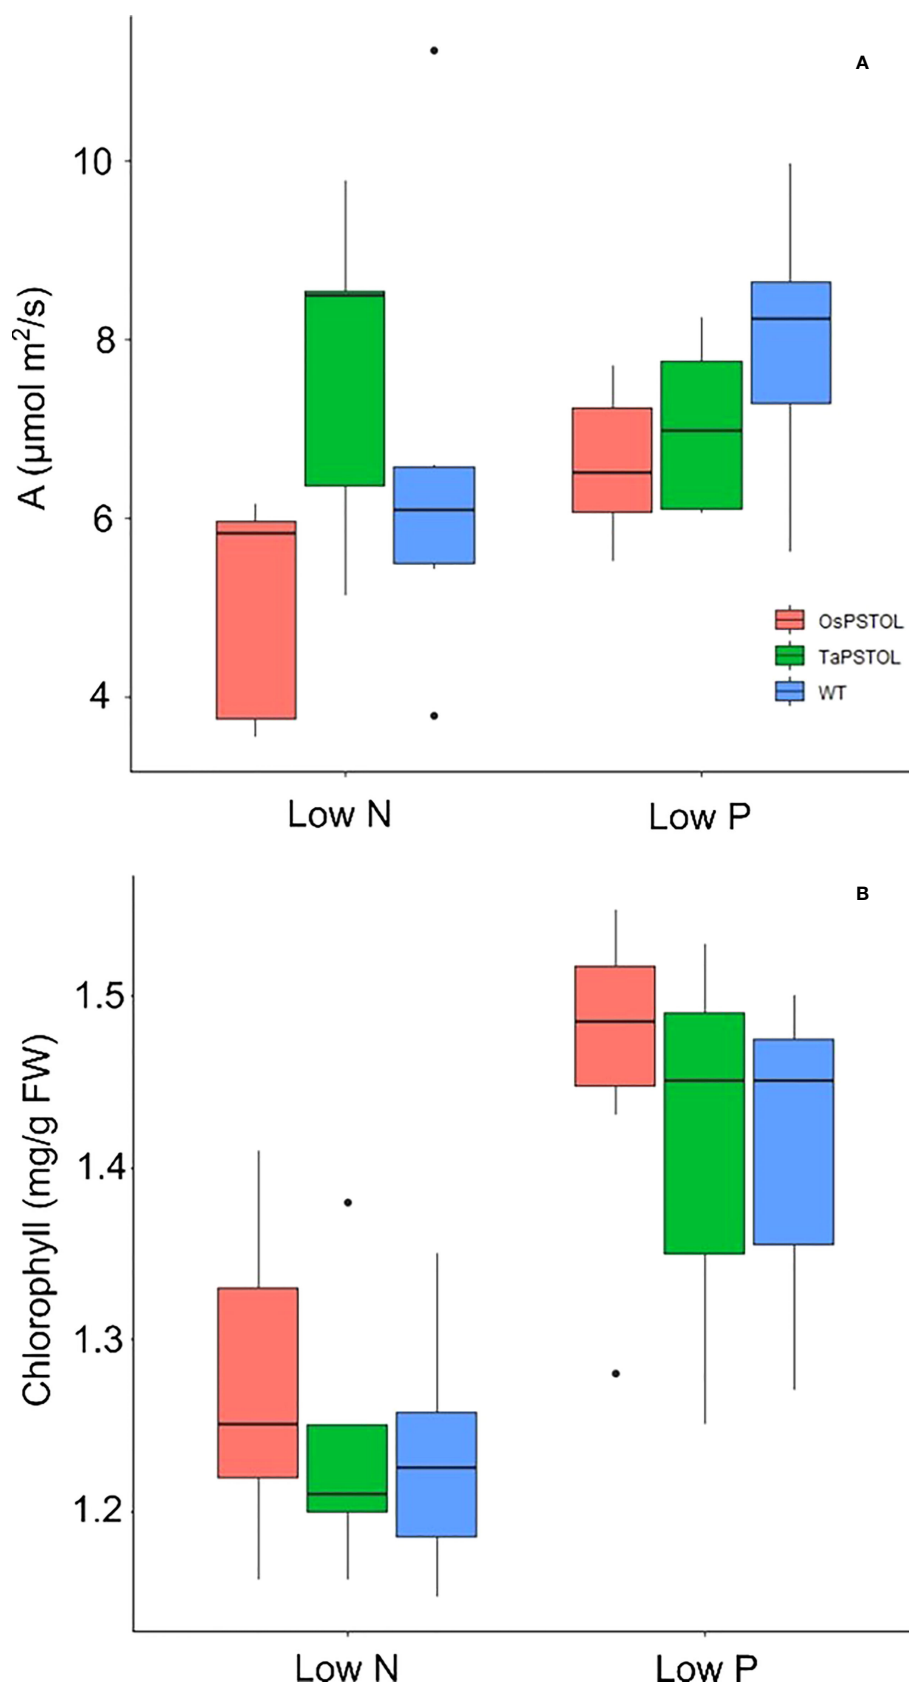 A
10
8
6
4
A (µmol m²/s)
OsPSTOL
TaPSTOL
WT
Low N Low P
B
1.5
1.4
1.3
1.2
Chlorophyll (mg/g FW)
Low N Low P